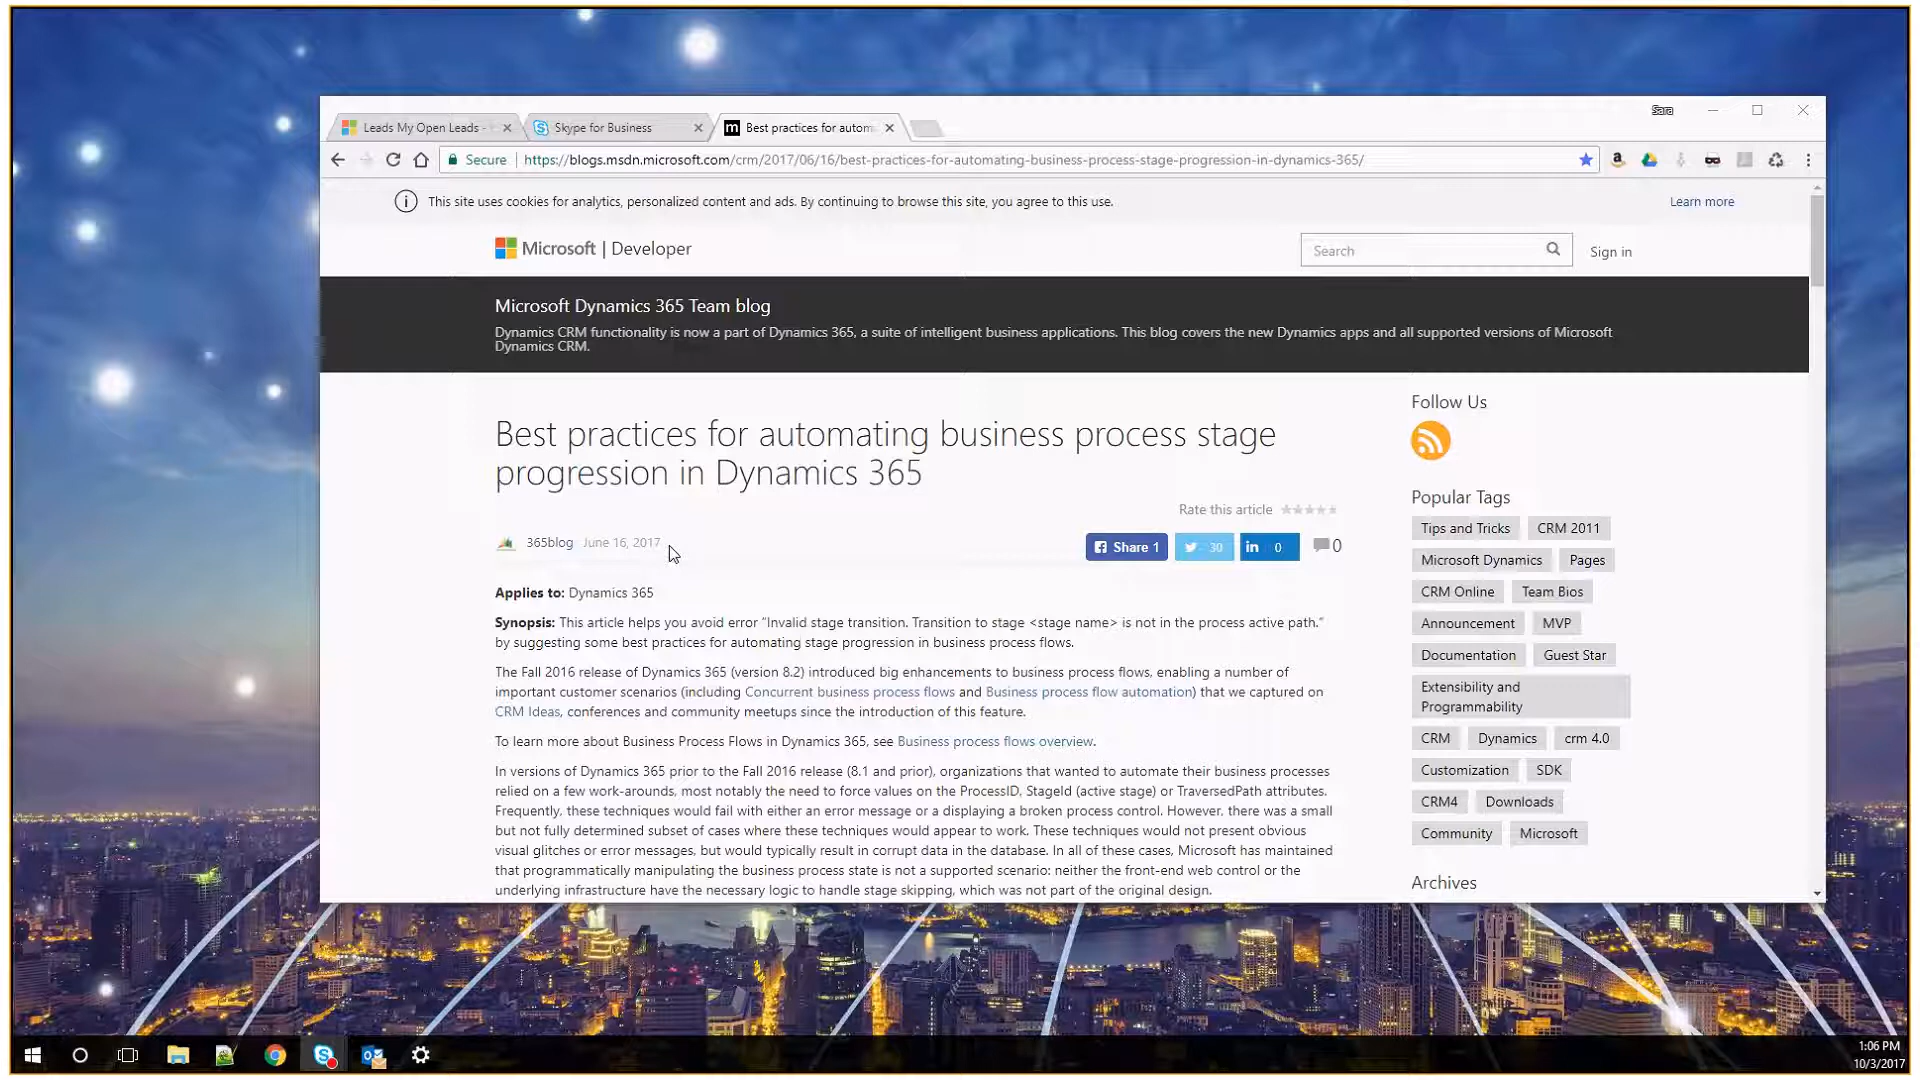 Sara
Leads My Open Leads -
Skype for Business
Best practices for autom
Secure
https://blogs.msdn.microsoft.com/crm/2017/06/16/best-practices-for-automating-business-process-stage-progression-in-dynamics-365/
This site uses cookies for analytics, personalized content and ads. By continuing to browse this site, you agree to this use.
Learn more
Microsoft | Developer
Search
Sign in
Microsoft Dynamics 365 Team blog
Dynamics CRM functionality is now a part of Dynamics 365, a suite of intelligent business applications. This blog covers the new Dynamics apps and all supported versions of Microsoft
Dynamics CRM.
Best practices for automating business process stage
progression in Dynamics 365
Rate this article
365blog June 16, 2017
Share 1
30
in 0
0
Applies to: Dynamics 365
Synopsis: This article helps you avoid error “Invalid stage transition. Transition to stage <stage name> is not in the process active path.”
by suggesting some best practices for automating stage progression in business process flows.
The Fall 2016 release of Dynamics 365 (version 8.2) introduced big enhancements to business process flows, enabling a number of
important customer scenarios (including Concurrent business process flows and Business process flow automation) that we captured on
CRM Ideas, conferences and community meetups since the introduction of this feature.
To learn more about Business Process Flows in Dynamics 365, see Business process flows overview.
In versions of Dynamics 365 prior to the Fall 2016 release (8.1 and prior), organizations that wanted to automate their business processes
relied on a few work-arounds, most notably the need to force values on the ProcessID, StageId (active stage) or TraversedPath attributes.
Frequently, these techniques would fail with either an error message or a displaying a broken process control. However, there was a small
but not fully determined subset of cases where these techniques would appear to work. These techniques would not present obvious
visual glitches or error messages, but would typically result in corrupt data in the database. In all of these cases, Microsoft has maintained
that programmatically manipulating the business process state is not a supported scenario: neither the front-end web control or the
underlying infrastructure have the necessary logic to handle stage skipping, which was not part of the original design.
Follow Us
Popular Tags
Tips and Tricks
CRM 2011
Microsoft Dynamics
Pages
CRM Online
Team Bios
Announcement
MVP
Documentation
Guest Star
Extensibility and
Programmability
CRM
Dynamics
crm 4.0
Customization
SDK
CRM4
Downloads
Community
Microsoft
Archives
1:06 PM
10/3/2017